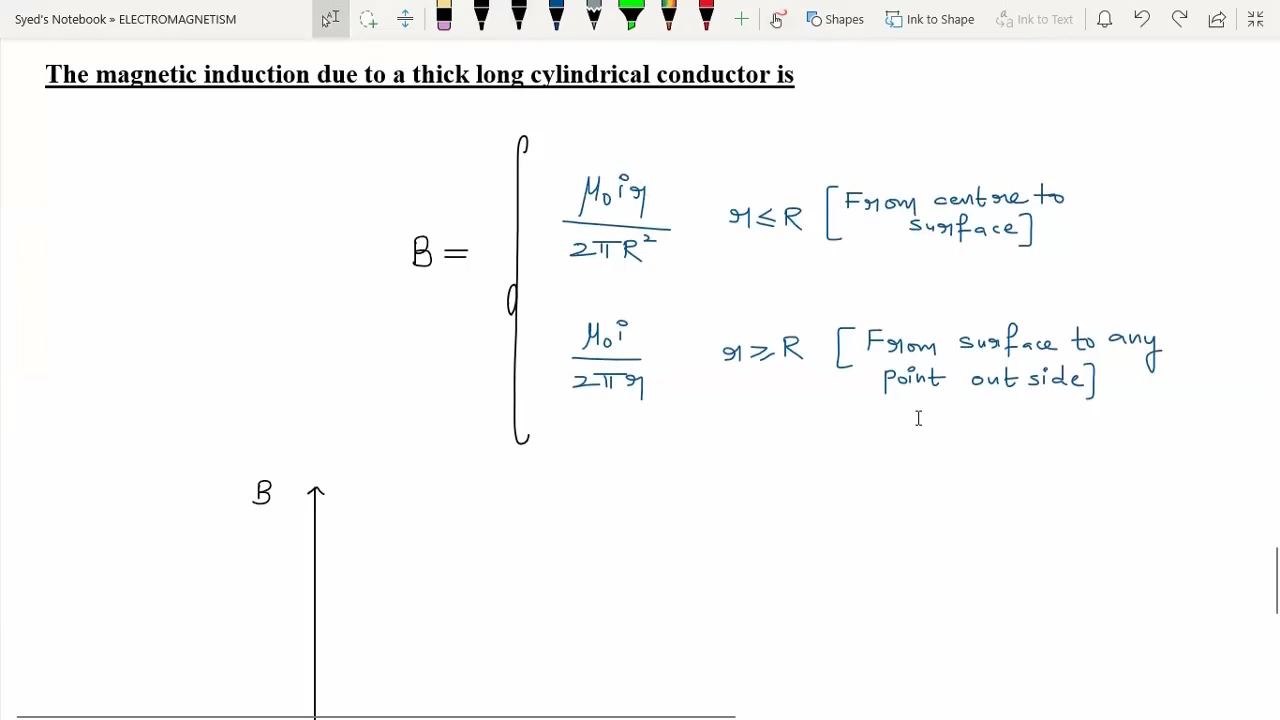 Syed's Notebook » ELECTROMAGNETISM
Shapes
Ink to Shape
Ink to Text
The magnetic induction due to a thick long cylindrical conductor is
B =
μ₀ir
2πR²
r ≤ R [From centre to
surface]
μ₀i
2πr
r ≥ R [From surface to any
point outside]
B